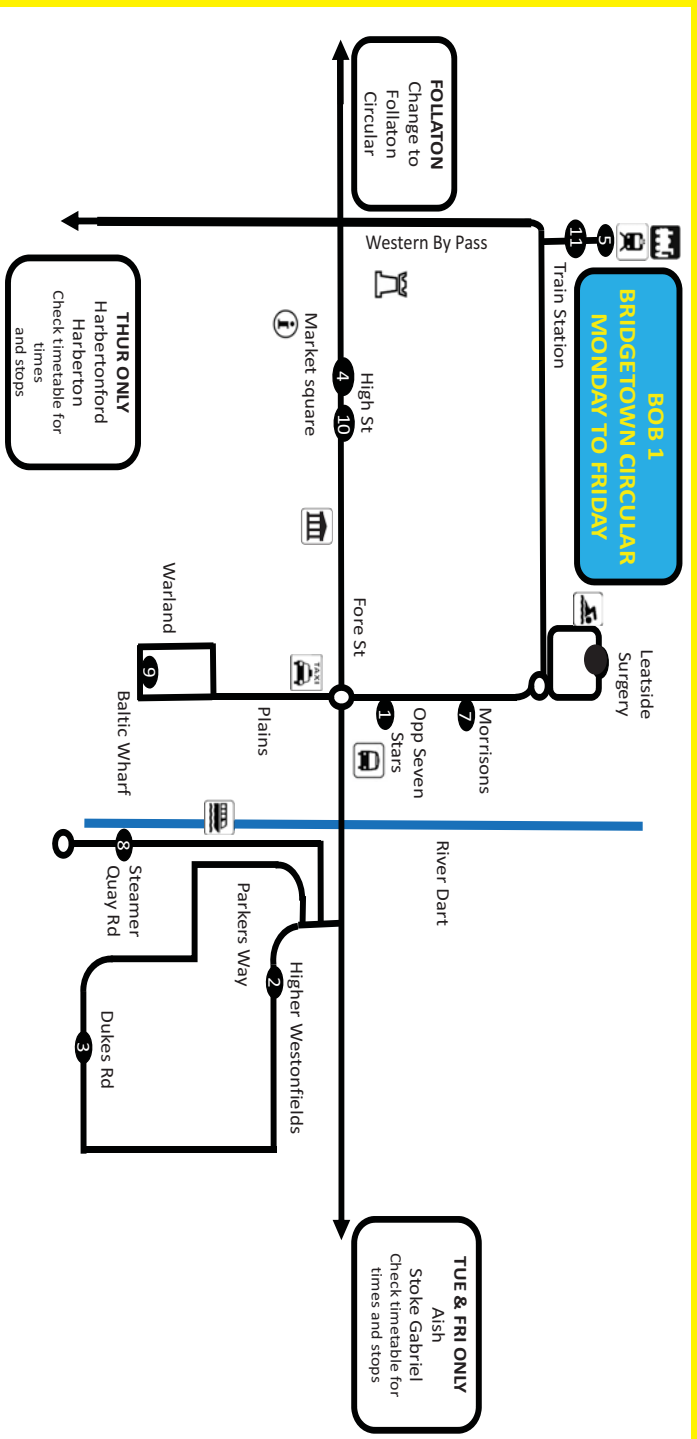 BOB 1
BRIDGETOWN CIRCULAR
MONDAY TO FRIDAY
5
11
Train Station
Leatside
Surgery
FOLLATON
Change to
Follaton
Circular
Western By Pass
Morrisons
7
Opp Seven
Stars
1
River Dart
TUE & FRI ONLY
Aish
Stoke Gabriel
Check timetable for
times and stops
High St
4
10
Market square
i
Fore St
TAXI
Plains
Warland
9
Baltic Wharf
Higher Westonfields
2
Parkers Way
Steamer
Quay Rd
8
Dukes Rd
3
THUR ONLY
Harbertonford
Harberton
Check timetable for
times
and stops